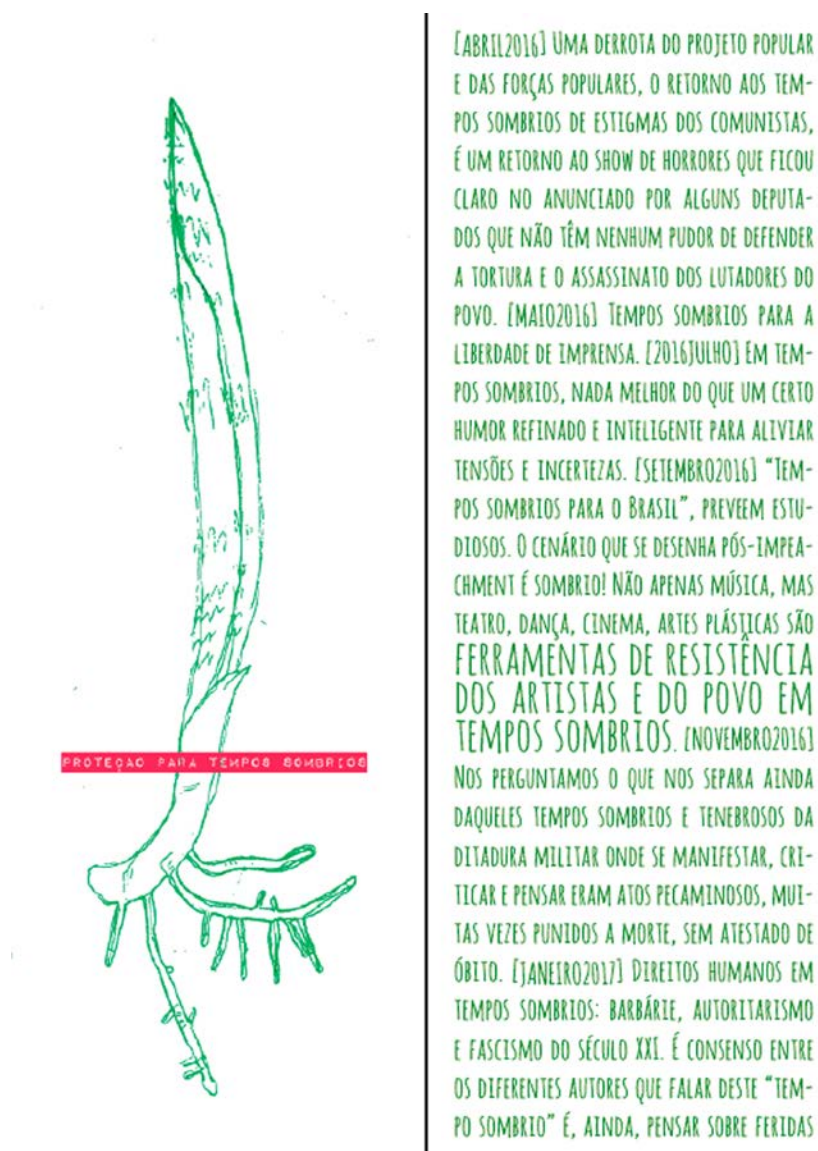 PROTEÇÃO PARA TEMPOS SOMBRIOS
[ABRIL2016] UMA DERROTA DO PROJETO POPULAR
E DAS FORÇAS POPULARES, O RETORNO AOS TEM-
POS SOMBRIOS DE ESTIGMAS DOS COMUNISTAS,
É UM RETORNO AO SHOW DE HORRORES QUE FICOU
CLARO NO ANUNCIADO POR ALGUNS DEPUTA-
DOS QUE NÃO TÊM NENHUM PUDOR DE DEFENDER
A TORTURA E O ASSASSINATO DOS LUTADORES DO
POVO. [MAIO2016] TEMPOS SOMBRIOS PARA A
LIBERDADE DE IMPRENSA. [2016JULHO] EM TEM-
POS SOMBRIOS, NADA MELHOR DO QUE UM CERTO
HUMOR REFINADO E INTELIGENTE PARA ALIVIAR
TENSÕES E INCERTEZAS. [SETEMBRO2016] “TEM-
POS SOMBRIOS PARA O BRASIL”, PREVEEM ESTU-
DIOSOS. O CENÁRIO QUE SE DESENHA PÓS-IMPEA-
CHMENT É SOMBRIO! NÃO APENAS MÚSICA, MAS
TEATRO, DANÇA, CINEMA, ARTES PLÁSTICAS SÃO
FERRAMENTAS DE RESISTÊNCIA
DOS ARTISTAS E DO POVO EM
TEMPOS SOMBRIOS. [NOVEMBRO2016]
NOS PERGUNTAMOS O QUE NOS SEPARA AINDA
DAQUELES TEMPOS SOMBRIOS E TENEBROSOS DA
DITADURA MILITAR ONDE SE MANIFESTAR, CRI-
TICAR E PENSAR ERAM ATOS PECAMINOSOS, MUI-
TAS VEZES PUNIDOS A MORTE, SEM ATESTADO DE
ÓBITO. [JANEIRO2017] DIREITOS HUMANOS EM
TEMPOS SOMBRIOS: BARBÁRIE, AUTORITARISMO
E FASCISMO DO SÉCULO XXI. É CONSENSO ENTRE
OS DIFERENTES AUTORES QUE FALAR DESTE “TEM-
PO SOMBRIO” É, AINDA, PENSAR SOBRE FERIDAS